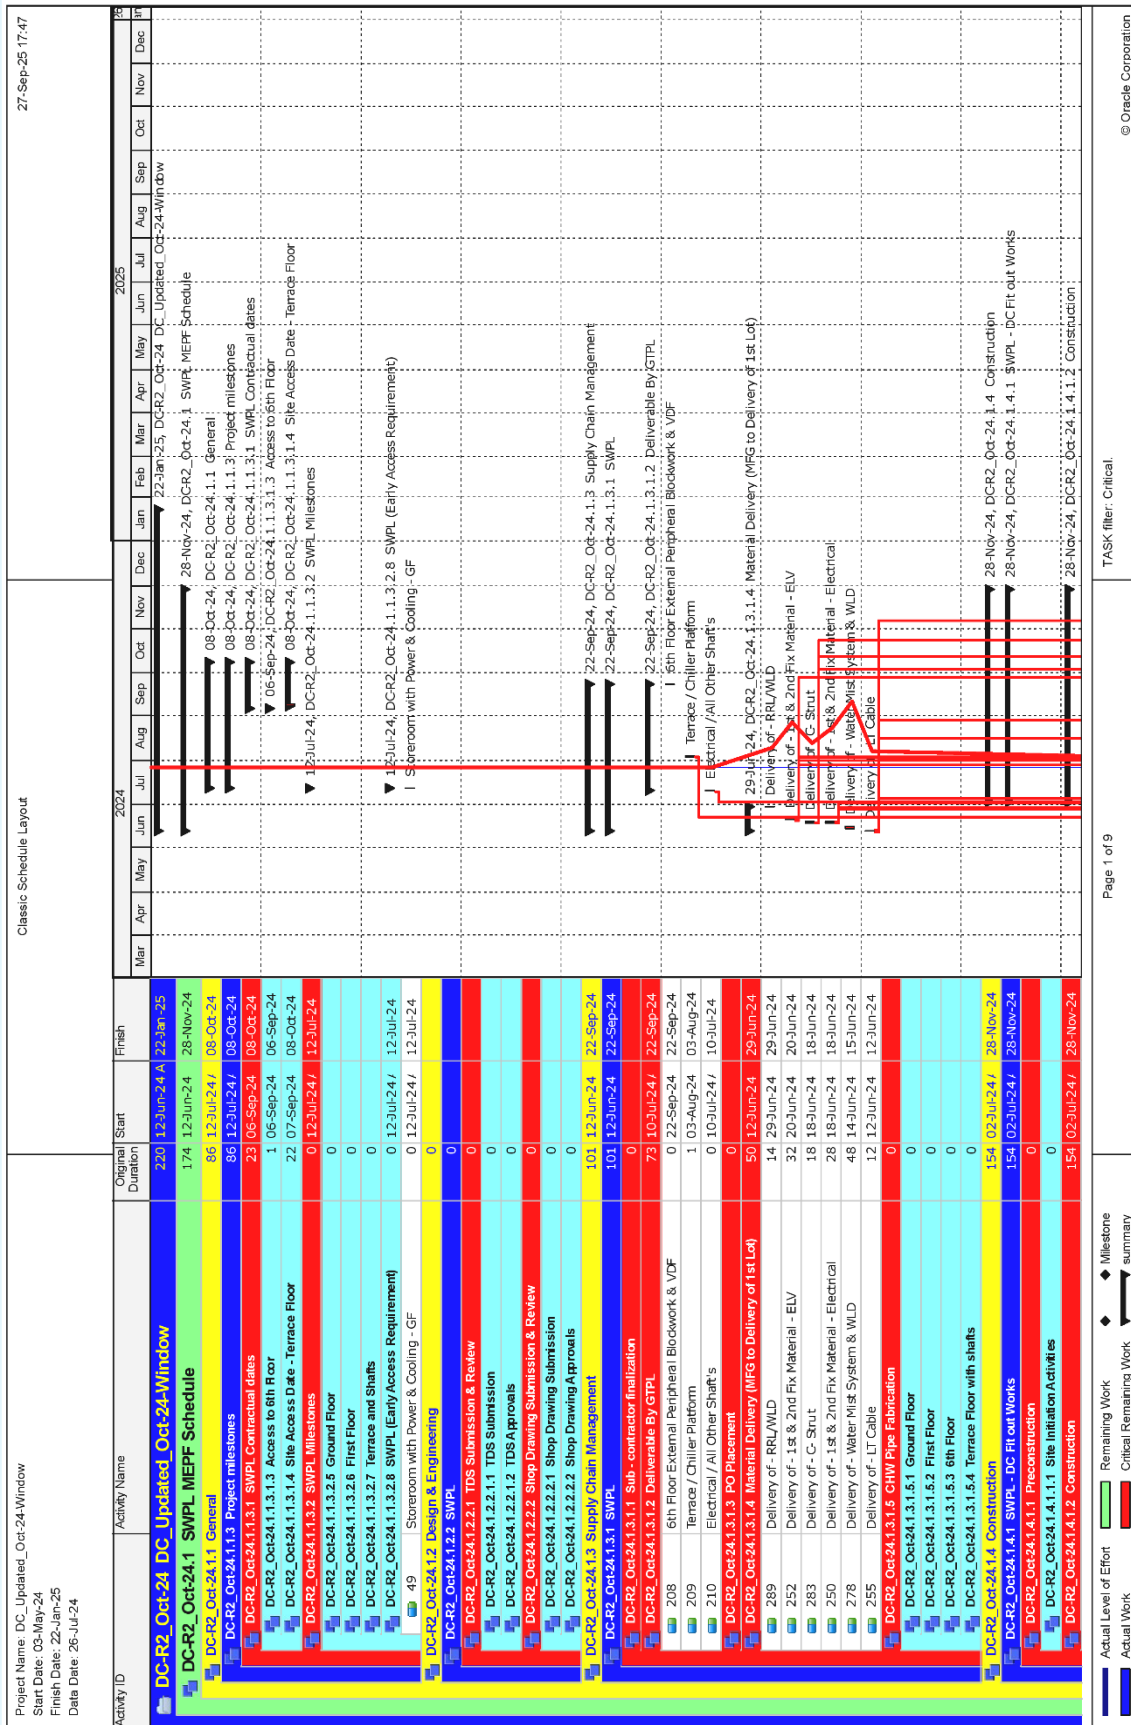 Project Name: DC_Updated_Oct-24-Window
Start Date: 03-May-24
Finish Date: 22-Jan-25
Data Date: 26-Jul-24
Classic Schedule Layout
27-Sep-25 17:47
Activity ID Activity Name Original Duration Start Finish
2024 2025
Mar Apr May Jun Jul Aug Sep Oct Nov Dec Jan Feb Mar Apr May Jun Jul Aug Sep Oct Nov Dec
DC-R2_Oct-24 DC_Updated_Oct-24-Window 220 12-Jun-24 A 22-Jan-25 22-Jan-25, DC-R2_Oct-24 DC_Updated_Oct-24-Window
DC-R2_Oct-24.1 SWPL MEPF Schedule 174 12-Jun-24 28-Nov-24 28-Nov-24, DC-R2_Oct-24.1 SWPL MEPF Schedule
DC-R2_Oct-24.1.1 General 86 12-Jul-24 / 08-Oct-24 08-Oct-24, DC-R2_Oct-24.1.1 General
DC-R2_Oct-24.1.1.3 Project milestones 86 12-Jul-24 / 08-Oct-24 08-Oct-24, DC-R2_Oct-24.1.1.3 Project milestones
DC-R2_Oct-24.1.1.3.1 SWPL Contractual dates 23 06-Sep-24 08-Oct-24 08-Oct-24, DC-R2_Oct-24.1.1.3.1 SWPL Contractual dates
DC-R2_Oct-24.1.1.3.1.3 Access to 6th Floor 1 06-Sep-24 06-Sep-24 06-Sep-24, DC-R2_Oct-24.1.1.3.1.3 Access to 6th Floor
DC-R2_Oct-24.1.1.3.1.4 Site Access Date - Terrace Floor 22 07-Sep-24 08-Oct-24 08-Oct-24, DC-R2_Oct-24.1.1.3.1.4 Site Access Date - Terrace Floor
DC-R2_Oct-24.1.1.3.2 SWPL Milestones 0 12-Jul-24 / 12-Jul-24 12-Jul-24, DC-R2_Oct-24.1.1.3.2 SWPL Milestones
DC-R2_Oct-24.1.1.3.2.5 Ground Floor 0
DC-R2_Oct-24.1.1.3.2.6 First Floor 0
DC-R2_Oct-24.1.1.3.2.7 Terrace and Shafts 0
DC-R2_Oct-24.1.1.3.2.8 SWPL (Early Access Requirement) 0 12-Jul-24 / 12-Jul-24 12-Jul-24, DC-R2_Oct-24.1.1.3.2.8 SWPL (Early Access Requirement)
49 Storeroom with Power & Cooling - GF 0 12-Jul-24 / 12-Jul-24 Storeroom with Power & Cooling - GF
DC-R2_Oct-24.1.2 Design & Engineering 0
DC-R2_Oct-24.1.2.2 SWPL 0
DC-R2_Oct-24.1.2.2.1 TDS Submission & Review 0
DC-R2_Oct-24.1.2.2.1.1 TDS Submission 0
DC-R2_Oct-24.1.2.2.1.2 TDS Approvals 0
DC-R2_Oct-24.1.2.2.2 Shop Drawing Submission & Review 0
DC-R2_Oct-24.1.2.2.2.1 Shop Drawing Submission 0
DC-R2_Oct-24.1.2.2.2.2 Shop Drawing Approvals 0
DC-R2_Oct-24.1.3 Supply Chain Management 101 12-Jun-24 22-Sep-24 22-Sep-24, DC-R2_Oct-24.1.3 Supply Chain Management
DC-R2_Oct-24.1.3.1 SWPL 101 12-Jun-24 22-Sep-24 22-Sep-24, DC-R2_Oct-24.1.3.1 SWPL
DC-R2_Oct-24.1.3.1.1 Sub - contractor finalization 0
DC-R2_Oct-24.1.3.1.2 Deliverable By GTPL 73 10-Jul-24 / 22-Sep-24 22-Sep-24, DC-R2_Oct-24.1.3.1.2 Deliverable By GTPL
208 6th Floor External Peripheral Blockwork & VDF 0 22-Sep-24 22-Sep-24 6th Floor External Peripheral Blockwork & VDF
209 Terrace / Chiller Platform 1 03-Aug-24 03-Aug-24 Terrace / Chiller Platform
210 Electrical / All Other Shaft's 0 10-Jul-24 / 10-Jul-24 Electrical / All Other Shaft's
DC-R2_Oct-24.1.3.1.3 PO Placement 0
DC-R2_Oct-24.1.3.1.4 Material Delivery (MFG to Delivery of 1st Lot) 50 12-Jun-24 29-Jun-24 29-Jun-24, DC-R2_Oct-24.1.3.1.4 Material Delivery (MFG to Delivery of 1st Lot)
289 Delivery of - RRL/WLD 14 29-Jun-24 29-Jun-24 Delivery of - RRL/WLD
252 Delivery of - 1st & 2nd Fix Material - ELV 32 20-Jun-24 20-Jun-24 Delivery of - 1st & 2nd Fix Material - ELV
283 Delivery of - C- Strut 18 18-Jun-24 18-Jun-24 Delivery of - C- Strut
250 Delivery of - 1st & 2nd Fix Material - Electrical 28 18-Jun-24 18-Jun-24 Delivery of - 1st & 2nd Fix Material - Electrical
278 Delivery of - Water Mist System & WLD 48 14-Jun-24 15-Jun-24 Delivery of - Water Mist System & WLD
255 Delivery of - LT Cable 12 12-Jun-24 12-Jun-24 Delivery of - LT Cable
DC-R2_Oct-24.1.3.1.5 CHW Pipe Fabrication 0
DC-R2_Oct-24.1.3.1.5.1 Ground Floor 0
DC-R2_Oct-24.1.3.1.5.2 First Floor 0
DC-R2_Oct-24.1.3.1.5.3 6th Floor 0
DC-R2_Oct-24.1.3.1.5.4 Terrace Floor with shafts 0
DC-R2_Oct-24.1.4 Construction 154 02-Jul-24 / 28-Nov-24 28-Nov-24, DC-R2_Oct-24.1.4 Construction
DC-R2_Oct-24.1.4.1 SWPL - DC Fit out Works 154 02-Jul-24 / 28-Nov-24 28-Nov-24, DC-R2_Oct-24.1.4.1 SWPL - DC Fit out Works
DC-R2_Oct-24.1.4.1.1 Preconstruction 0
DC-R2_Oct-24.1.4.1.1.1 Site Initiation Activities 0
DC-R2_Oct-24.1.4.1.2 Construction 154 02-Jul-24 / 28-Nov-24 28-Nov-24, DC-R2_Oct-24.1.4.1.2 Construction
Actual Level of Effort Remaining Work Milestone
Actual Work Critical Remaining Work summary
Page 1 of 9
TASK filter: Critical.
© Oracle Corporation